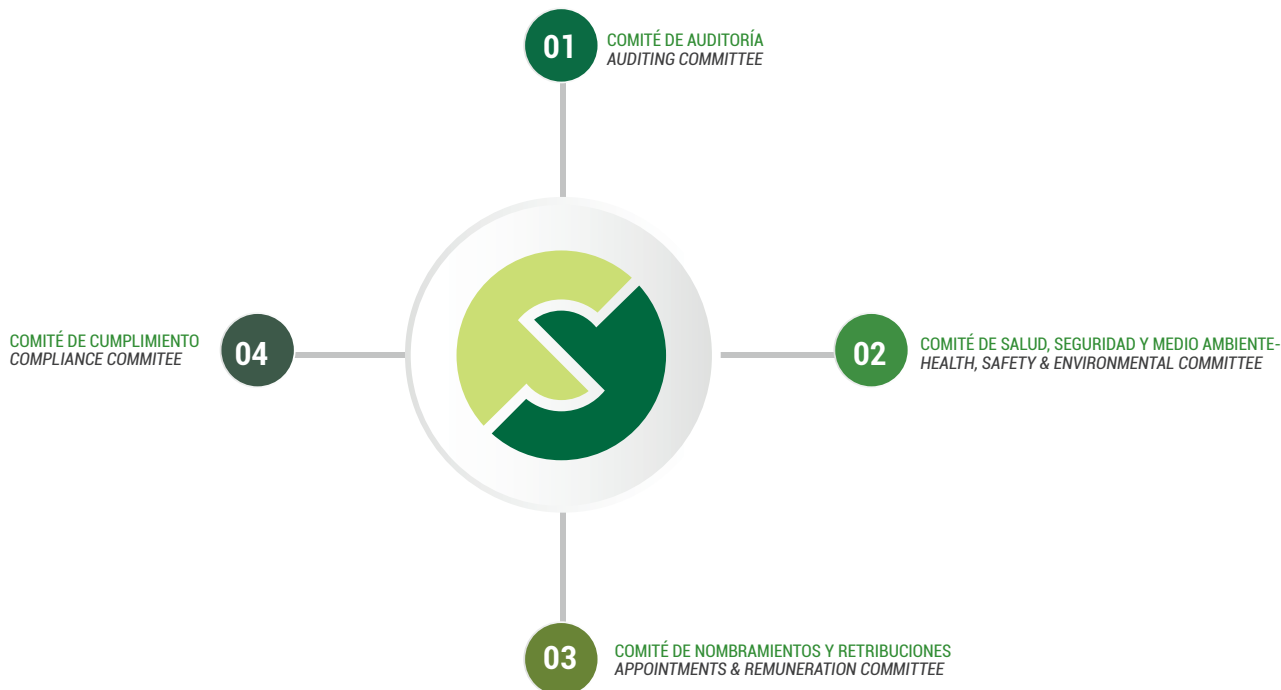 01
COMITÉ DE AUDITORÍA
AUDITING COMMITTEE
COMITÉ DE CUMPLIMIENTO
COMPLIANCE COMMITEE
04
02
COMITÉ DE SALUD, SEGURIDAD Y MEDIO AMBIENTE-
HEALTH, SAFETY & ENVIRONMENTAL COMMITTEE
03
COMITÉ DE NOMBRAMIENTOS Y RETRIBUCIONES
APPOINTMENTS & REMUNERATION COMMITTEE